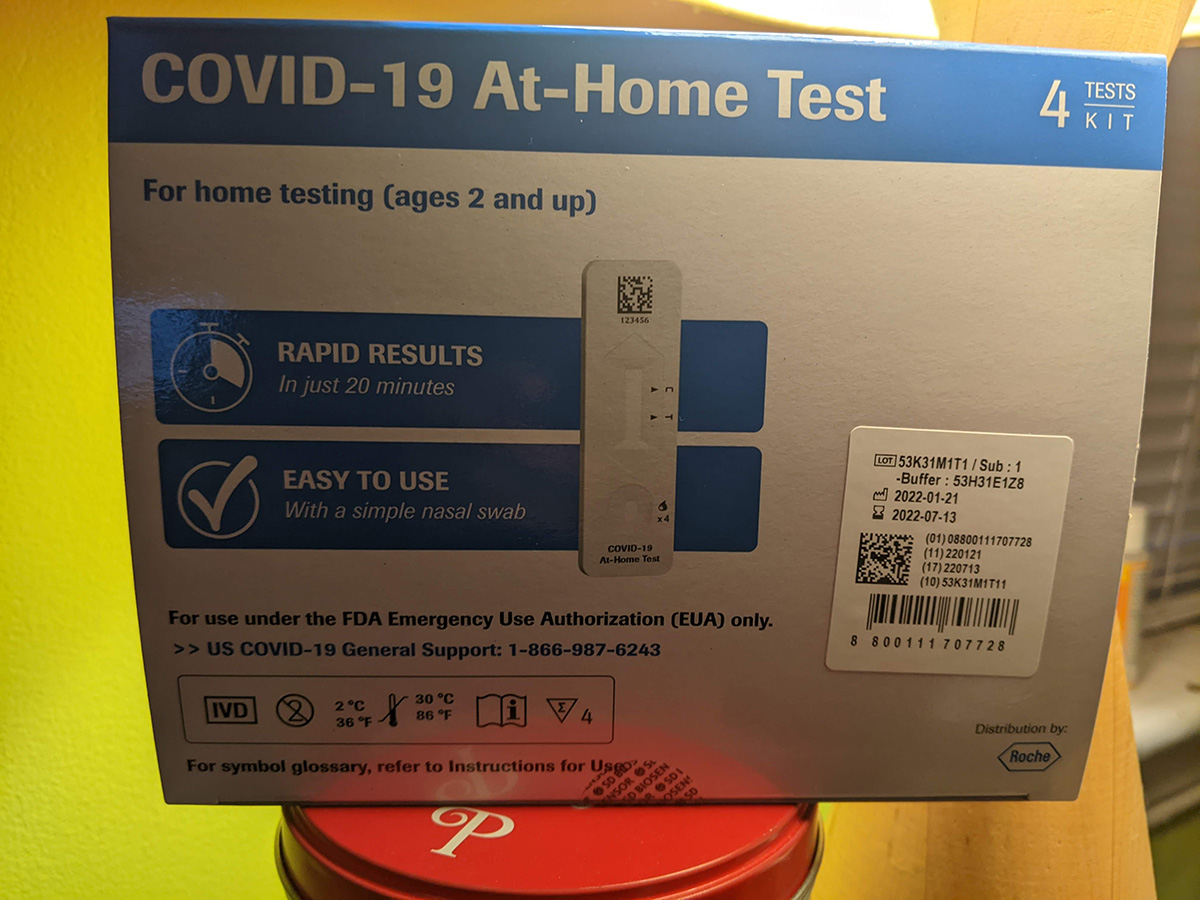 COVID-19 At-Home Test
4 TESTS
KIT
For home testing (ages 2 and up)
123456
RAPID RESULTS
In just 20 minutes
C
T
EASY TO USE
With a simple nasal swab
x4
COVID-19
At-Home Test
LOT 53K31M1T1 / Sub : 1
-Buffer : 53H31E1Z8
2022-01-21
2022-07-13
(01) 08800111707728
(11) 220121
(17) 220713
(10) 53K31M1T11
8 800111 707728
For use under the FDA Emergency Use Authorization (EUA) only.
>> US COVID-19 General Support: 1-866-987-6243
IVD
2
2 °C
36 °F
30 °C
86 °F
i
Σ
4
For symbol glossary, refer to Instructions for Use.
Distribution by:
Roche
SD BIOSEN
P